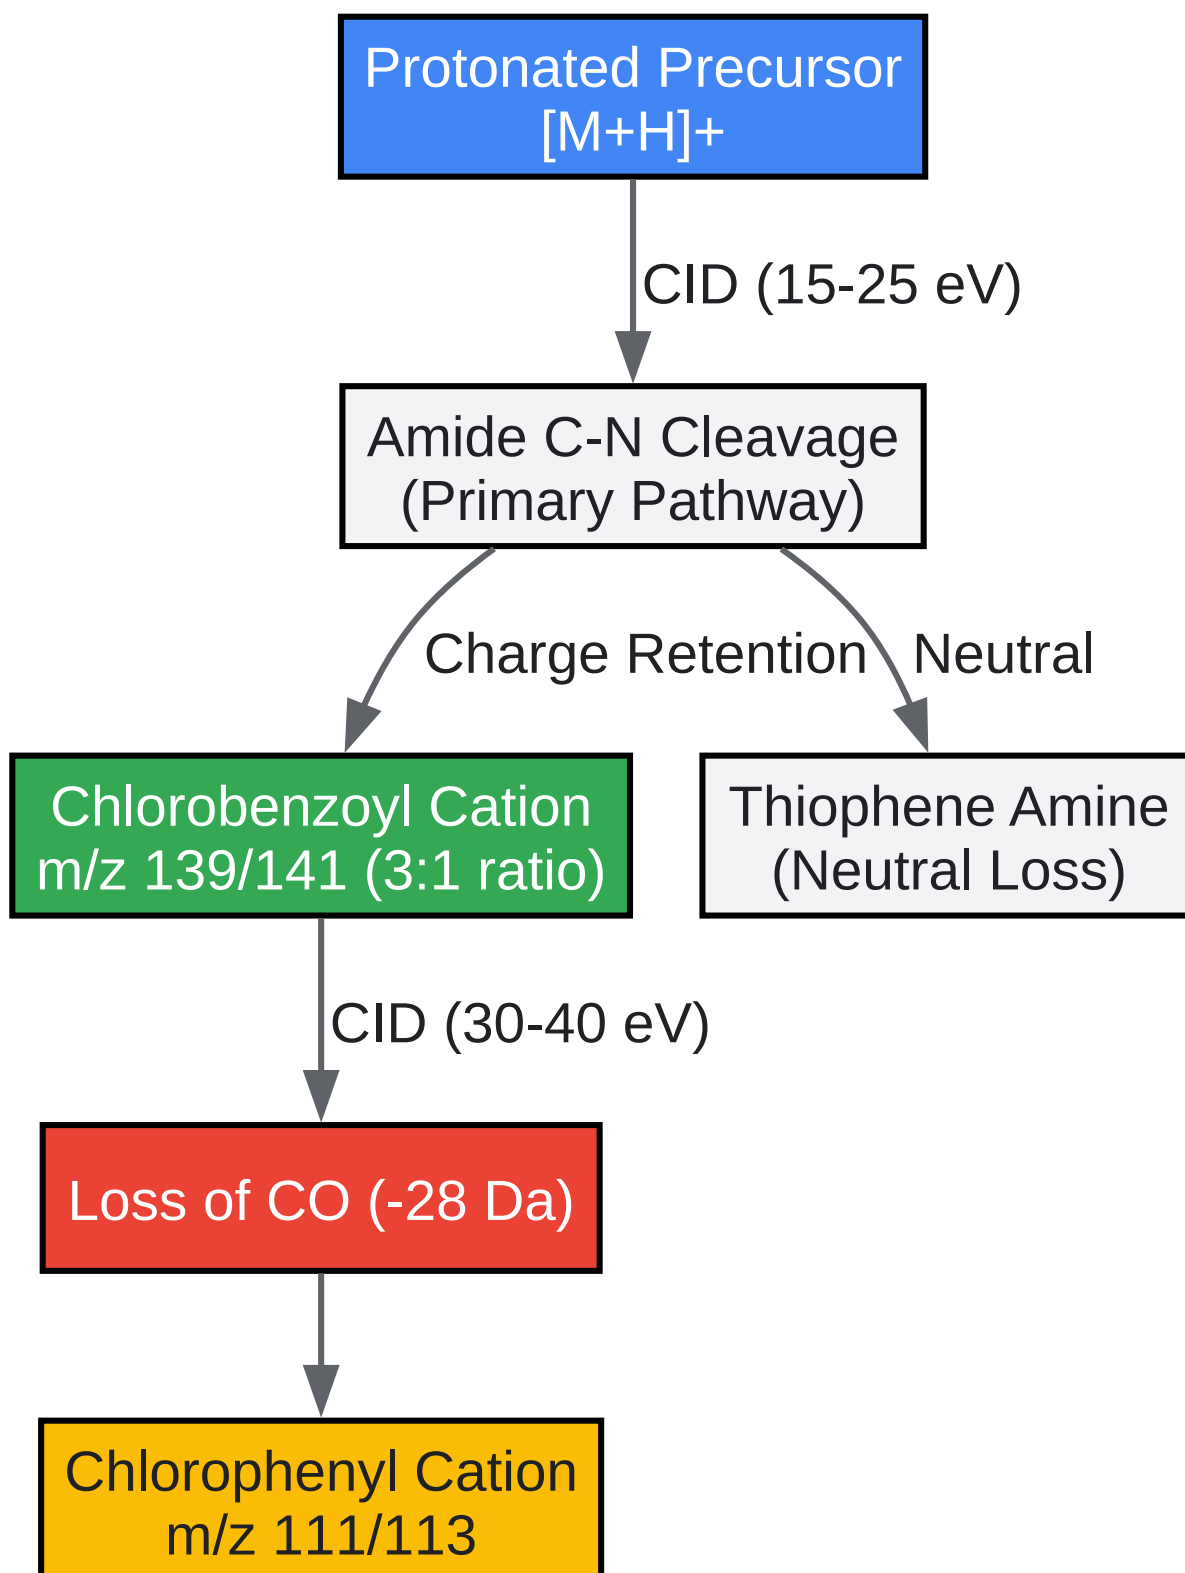 Protonated Precursor
[M+H]+
CID (15-25 eV)
Amide C-N Cleavage
(Primary Pathway)
Charge Retention
Neutral
Chlorobenzoyl Cation
m/z 139/141 (3:1 ratio)
Thiophene Amine
(Neutral Loss)
CID (30-40 eV)
Loss of CO (-28 Da)
Chlorophenyl Cation
m/z 111/113